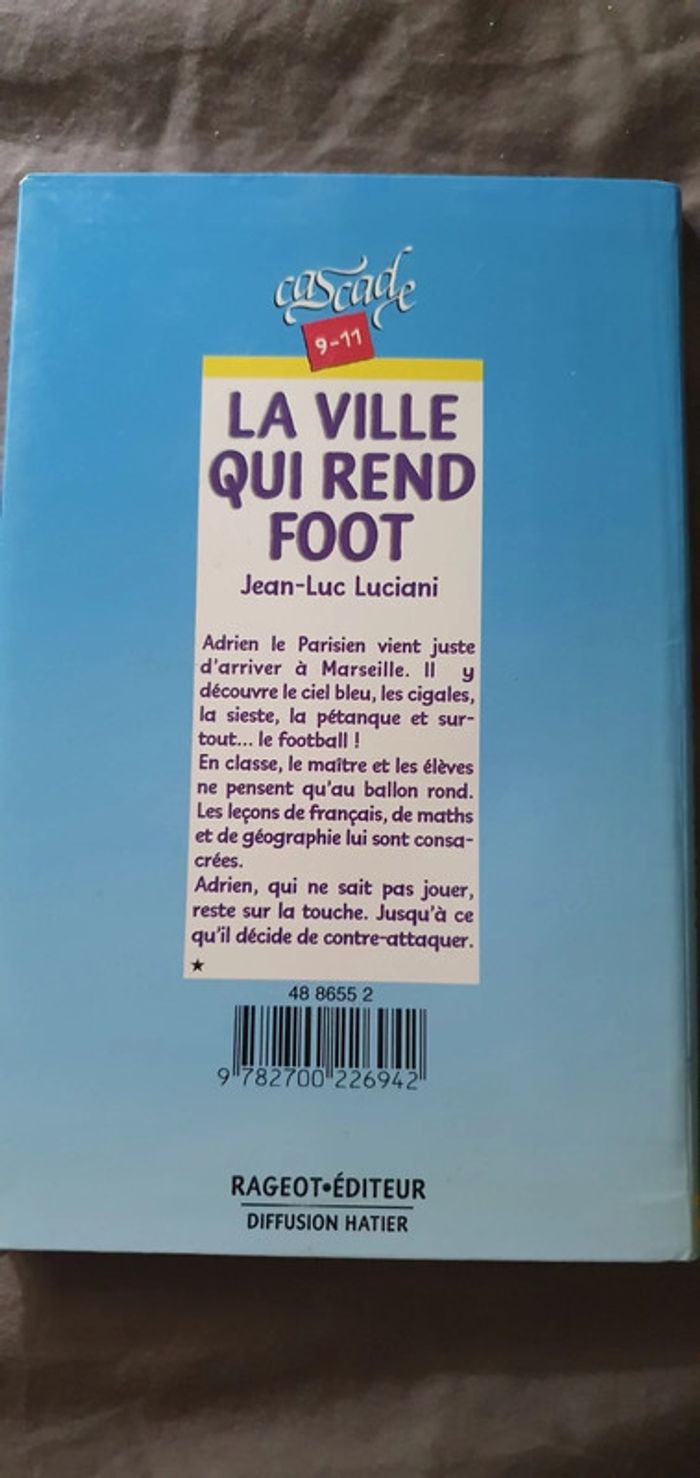 cascade
9-11
LA VILLE
QUI REND
FOOT
Jean-Luc Luciani
Adrien le Parisien vient juste
d'arriver à Marseille. Il y
découvre le ciel bleu, les cigales,
la sieste, la pétanque et sur-
tout... le football !
En classe, le maître et les élèves
ne pensent qu'au ballon rond.
Les leçons de français, de maths
et de géographie lui sont consa-
crées.
Adrien, qui ne sait pas jouer,
reste sur la touche. Jusqu'à ce
qu'il décide de contre-attaquer.
★
48 8655 2
9 782700 226942
RAGEOT•ÉDITEUR
DIFFUSION HATIER